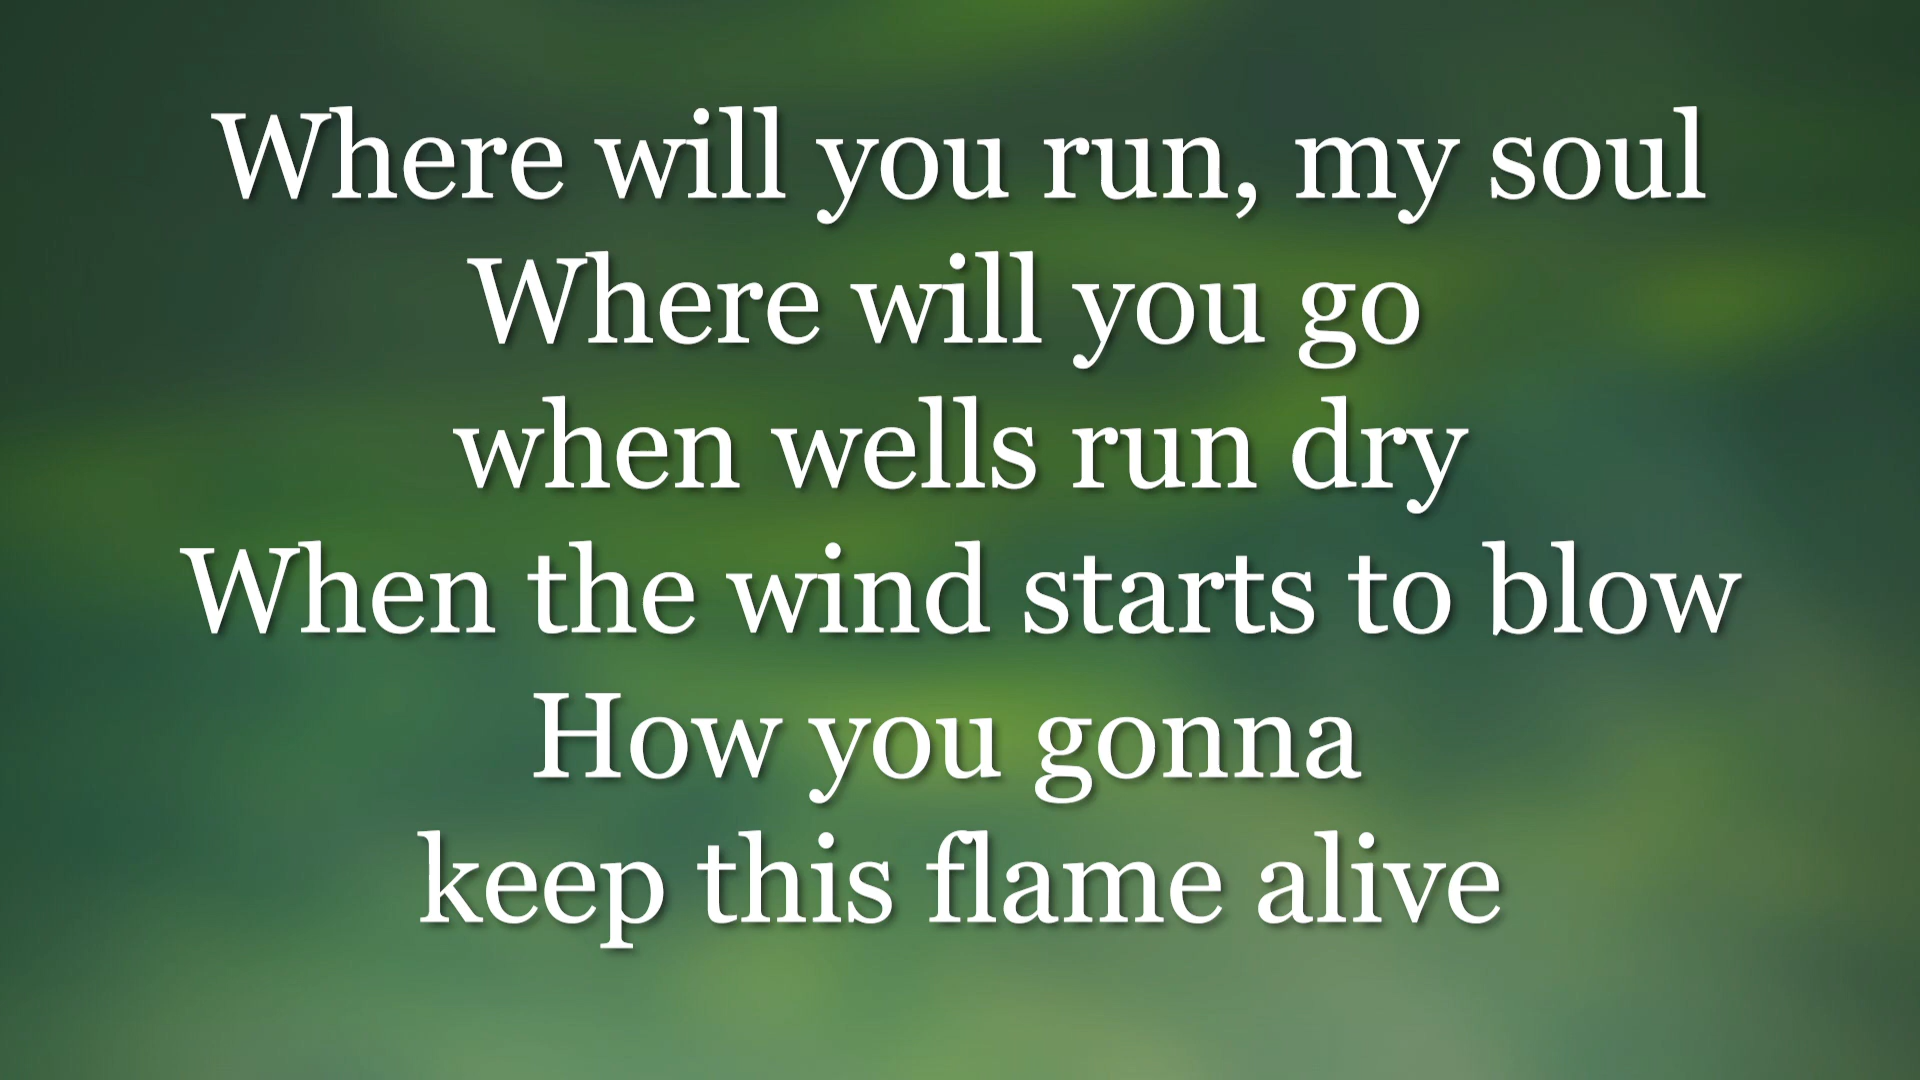 Where will you run, my soul
Where will you go
when wells run dry
When the wind starts to blow
How you gonna
keep this flame alive